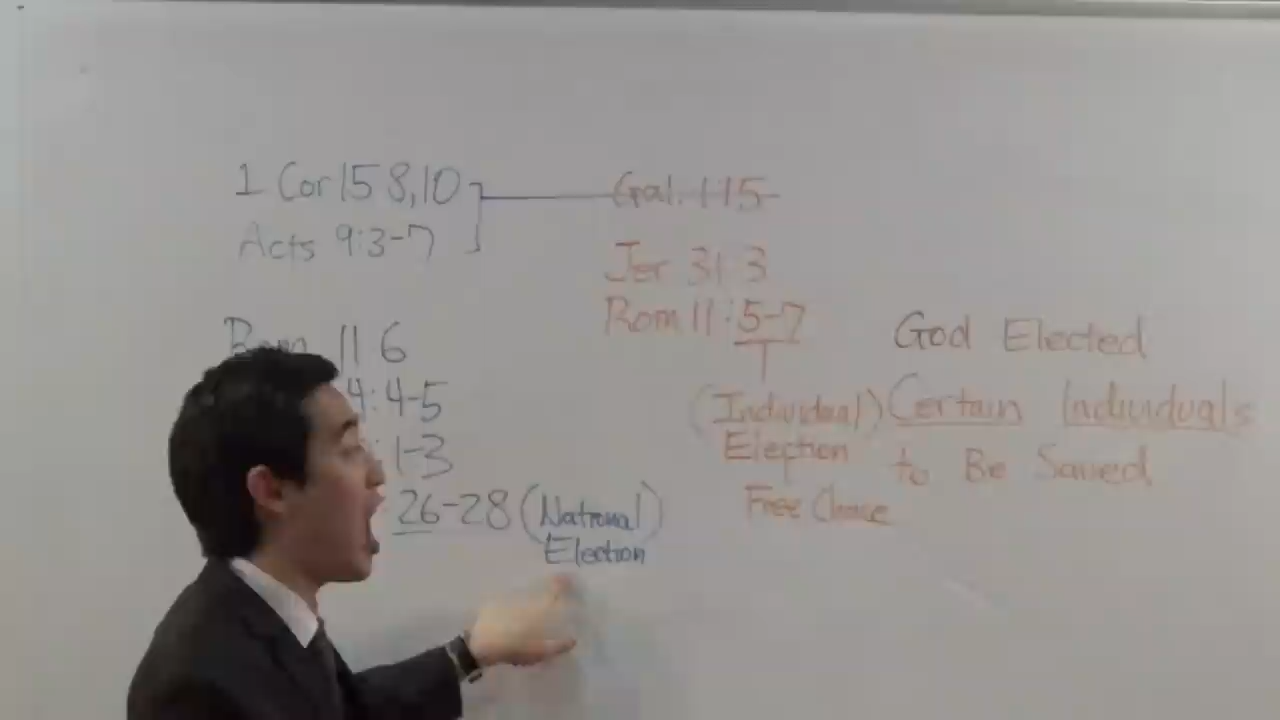 1 Cor 15 8,10
Acts 9:3-7
Rom 11 6
4:4-5
1-3
26-28 (National)
Election
Gal. 1 15
Jer 31 3
Rom 11:5-7
(Individual)
Election
Free Choice
God Elected
Certain Individuals
to Be Saved